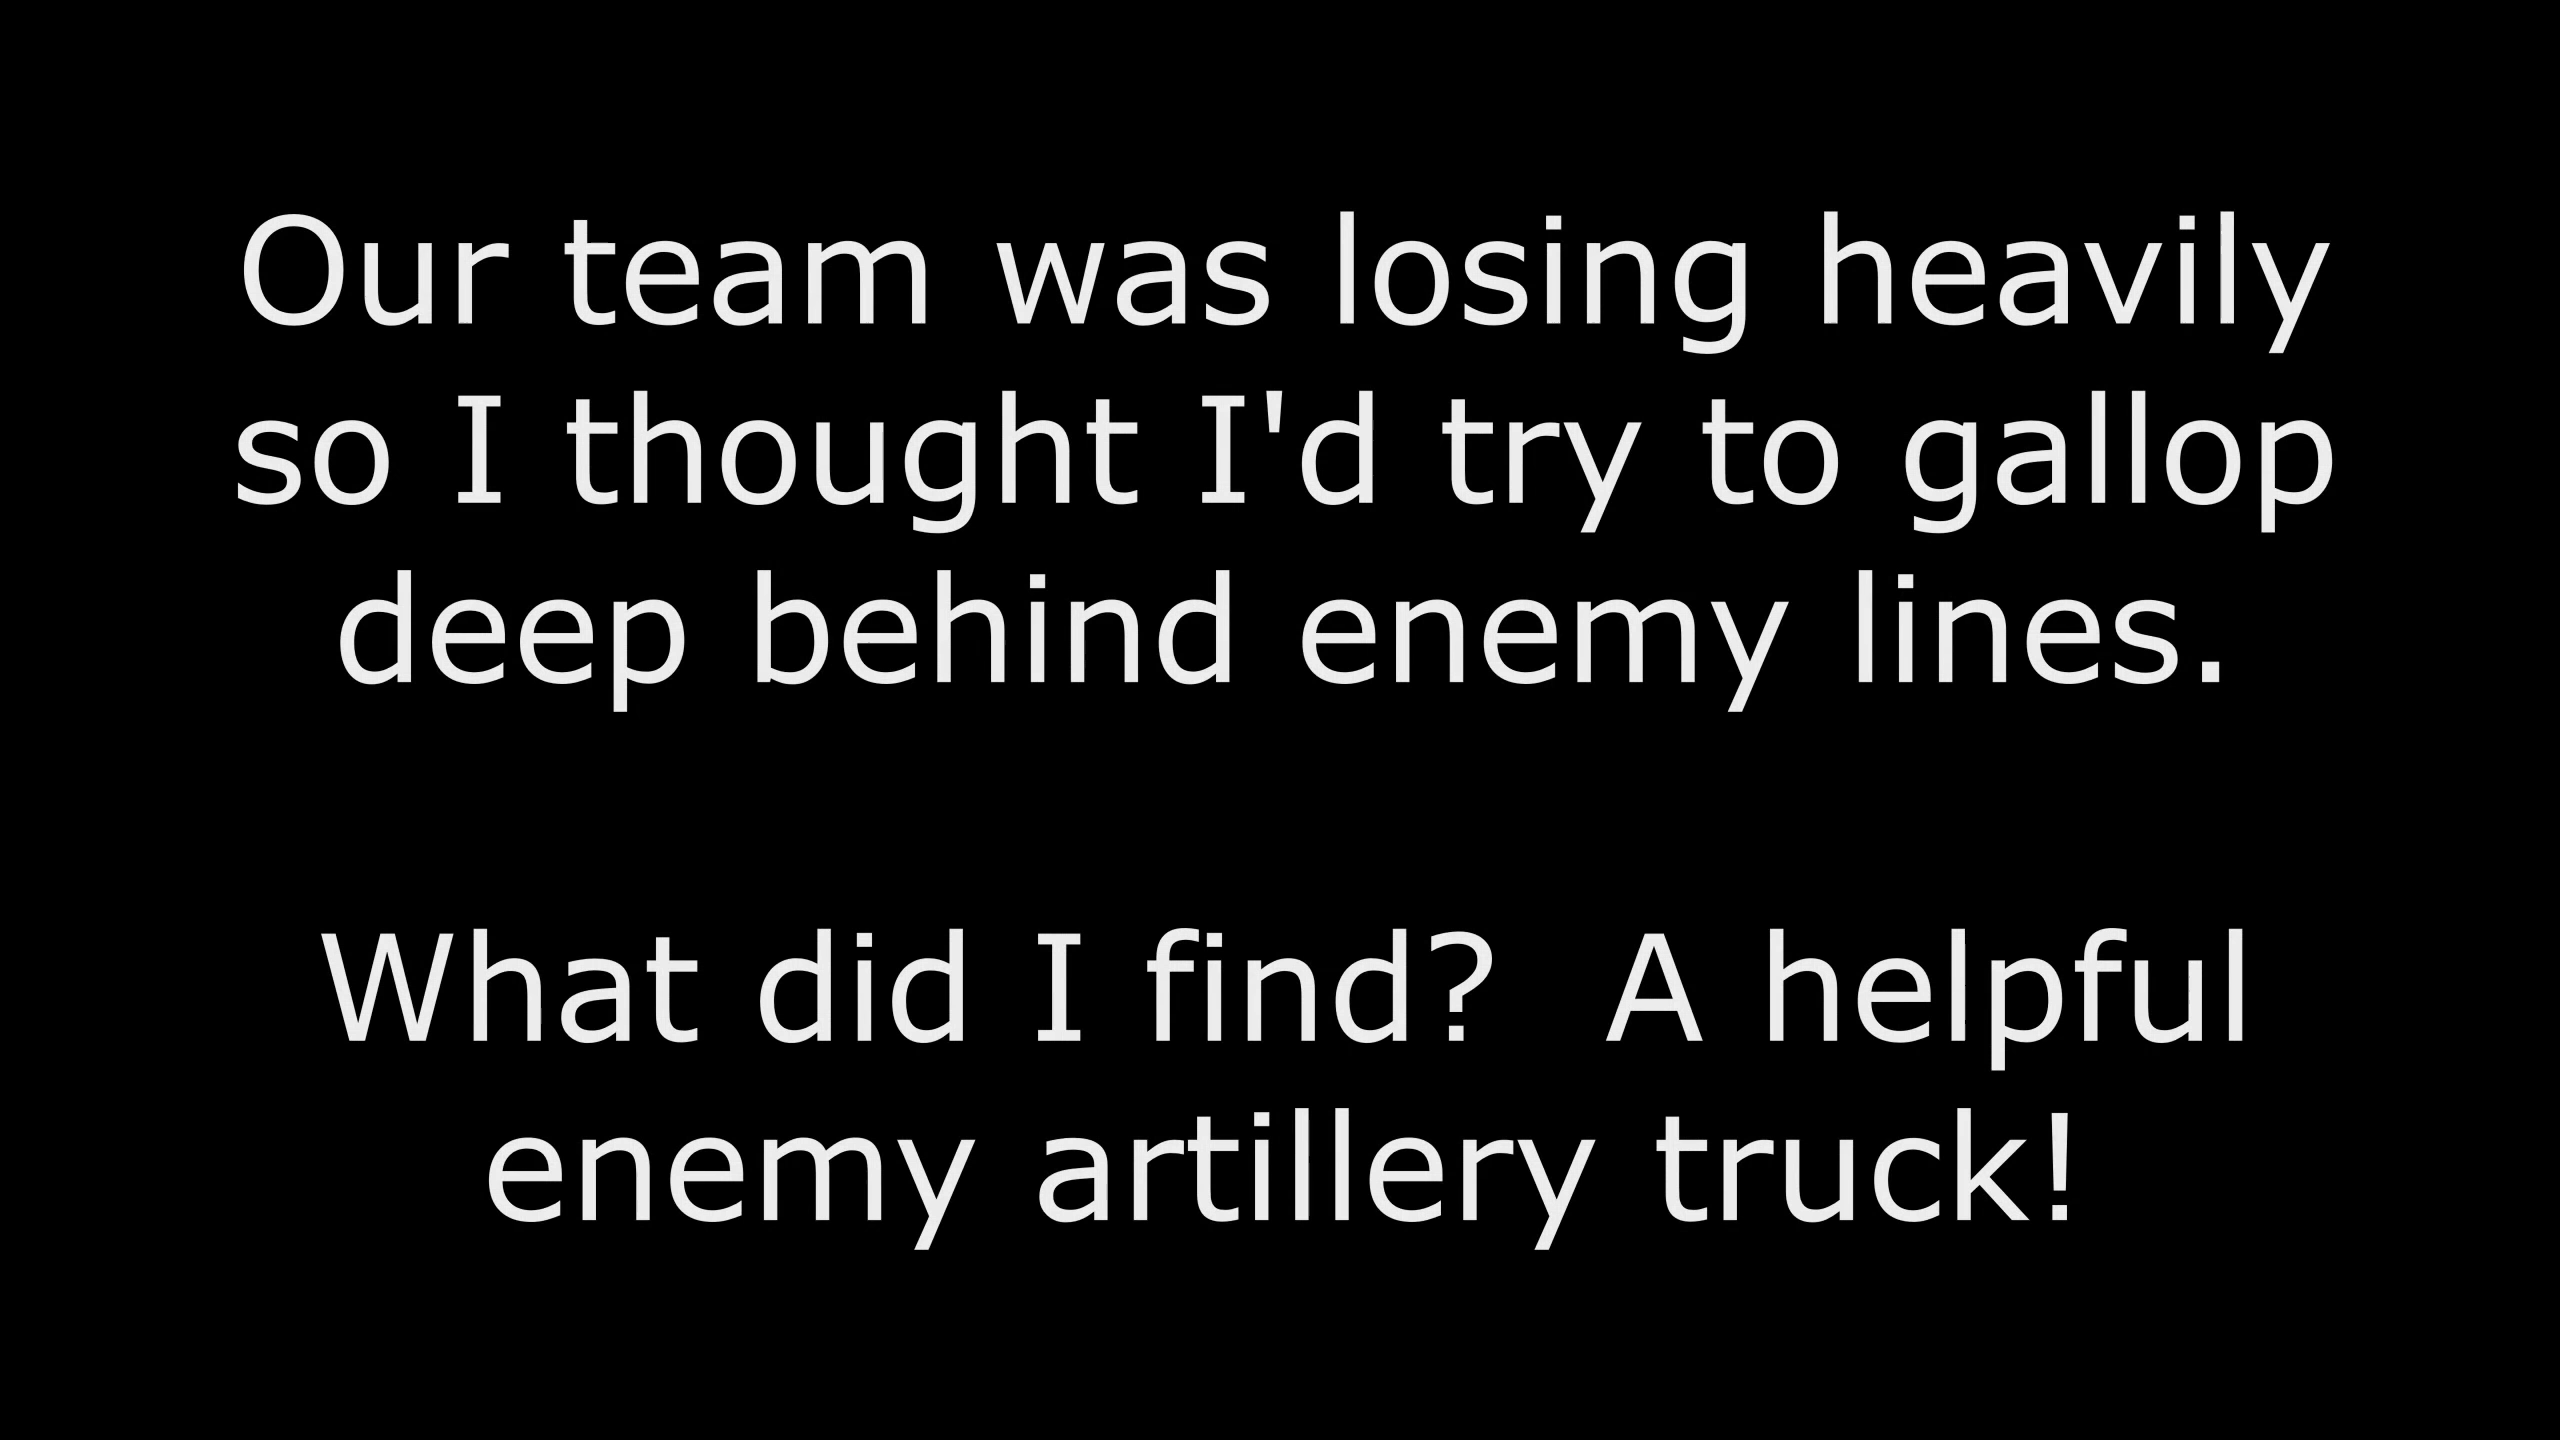 Our team was losing heavily
so I thought I'd try to gallop
deep behind enemy lines.
What did I find?  A helpful
enemy artillery truck!